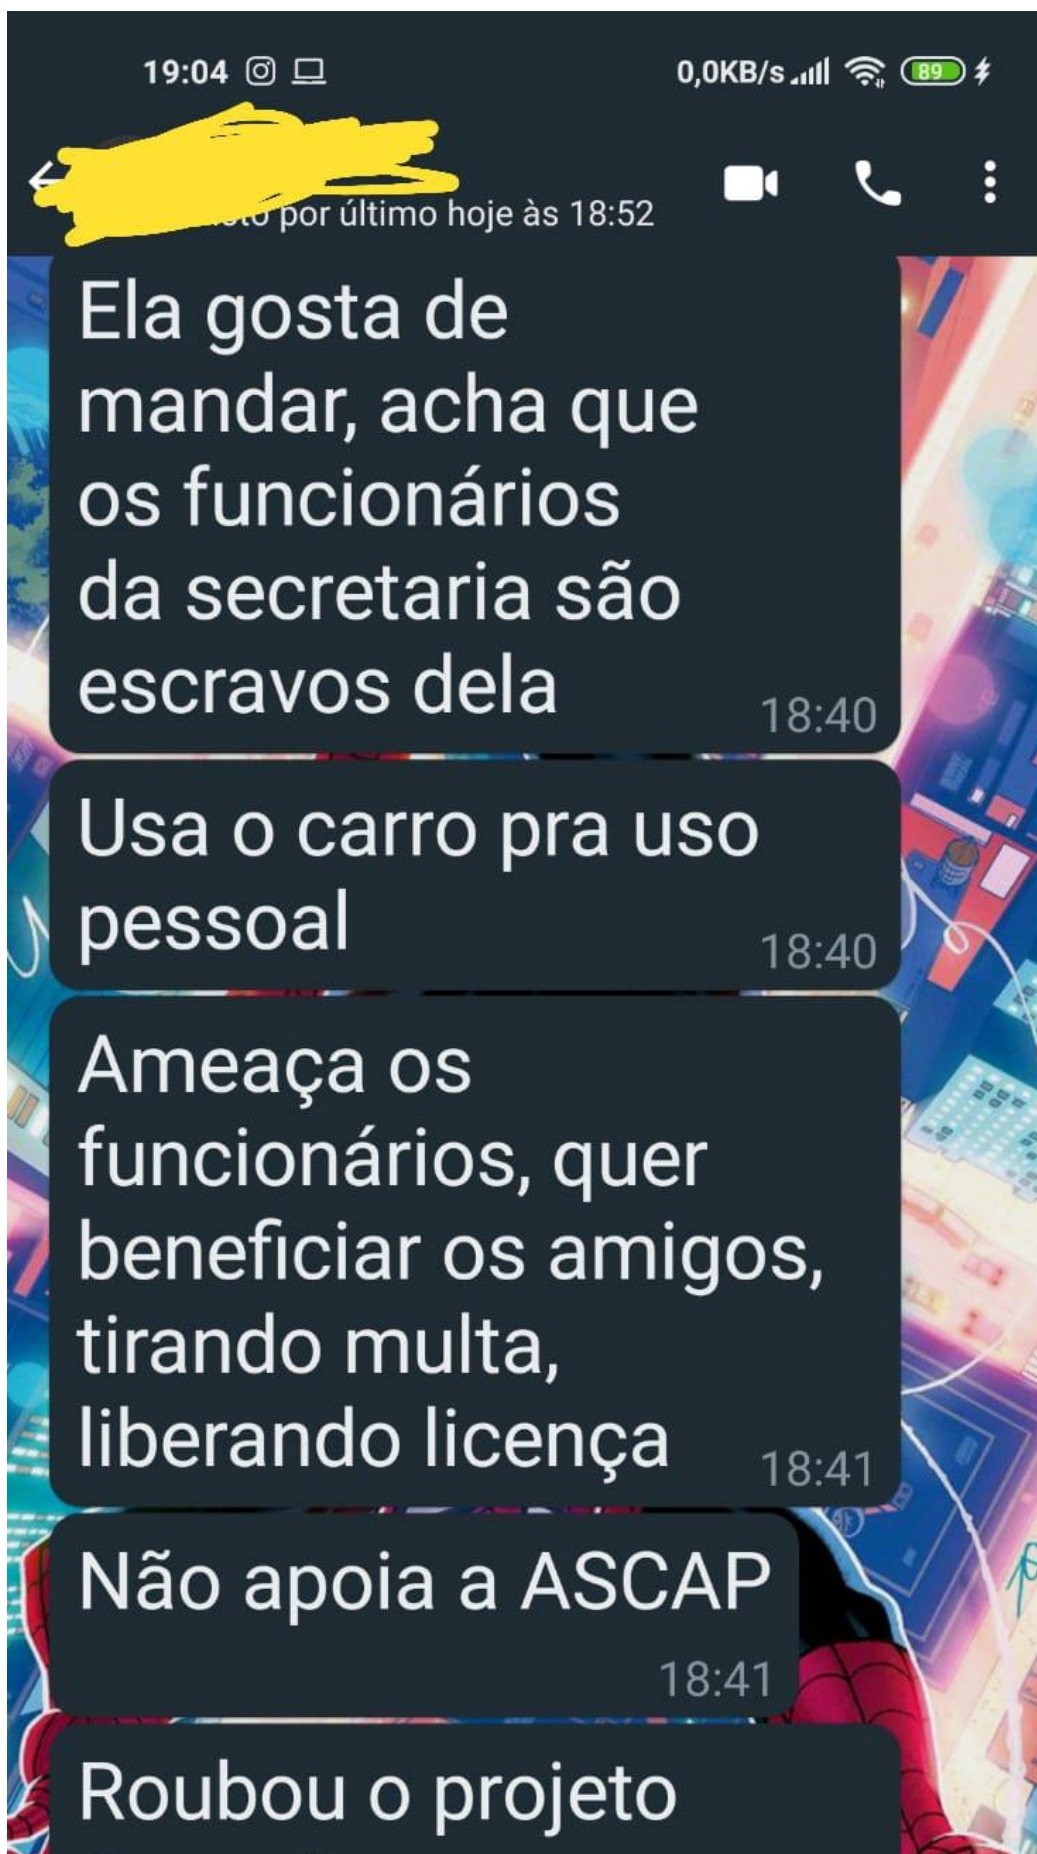 19:04
0,0KB/s
89
por último hoje às 18:52
Ela gosta de
mandar, acha que
os funcionários
da secretaria são
escravos dela
18:40
Usa o carro pra uso
pessoal
18:40
Ameaça os
funcionários, quer
beneficiar os amigos,
tirando multa,
liberando licença
18:41
Não apoia a ASCAP
18:41
Roubou o projeto